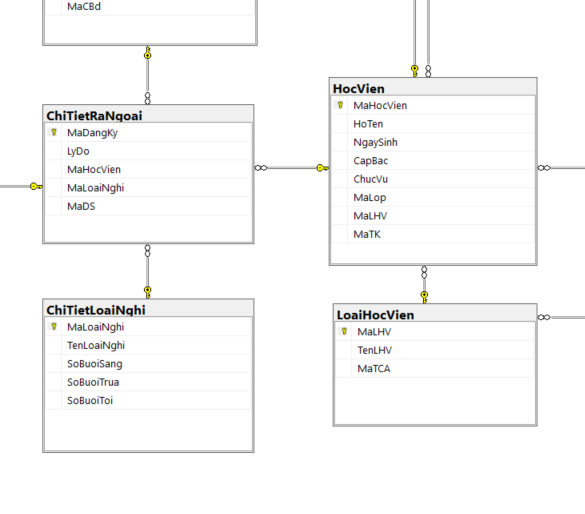 MaCBd
ChiTietRaNgoai
MaDangKy
LyDo
MaHocVien
MaLoaiNghi
MaDS
HocVien
MaHocVien
HoTen
NgaySinh
CapBac
ChucVu
MaLop
MaLHV
MaTK
ChiTietLoaiNghi
MaLoaiNghi
TenLoaiNghi
SoBuoiSang
SoBuoiTrua
SoBuoiToi
LoaiHocVien
MaLHV
TenLHV
MaTCA